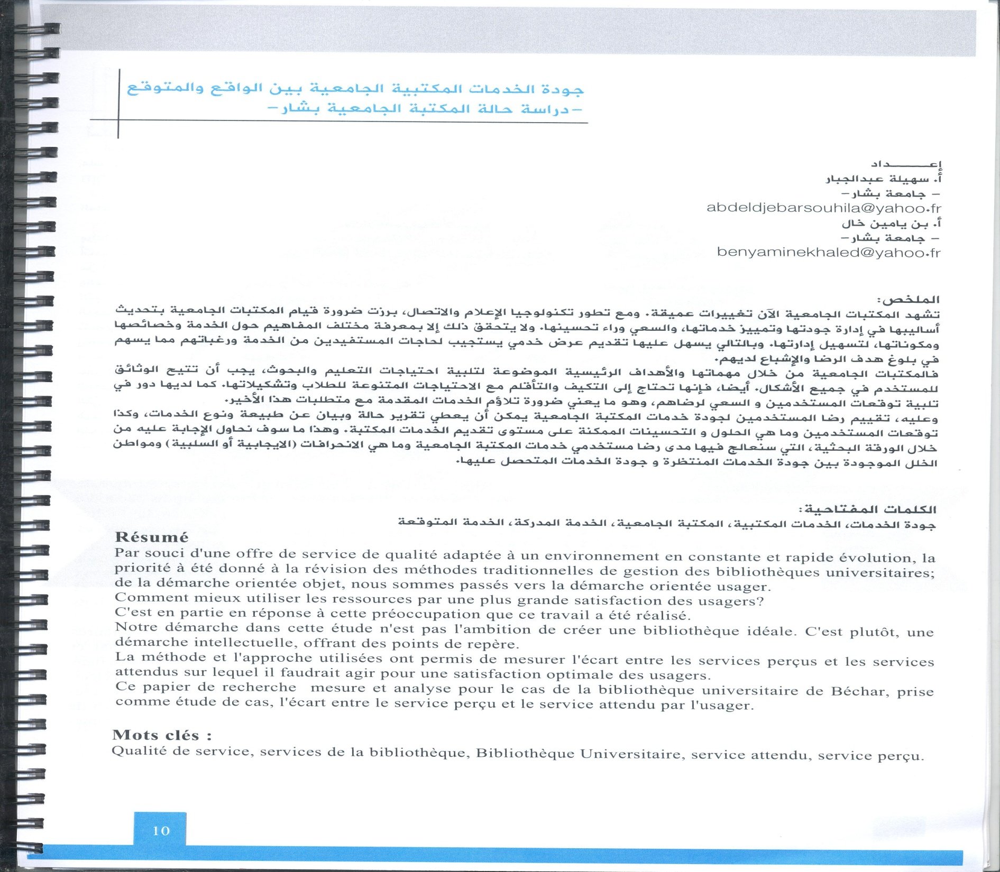 جودة الخدمات المكتبية الجامعية بين الواقع والمتوقع
-دراسة حالة المكتبة الجامعية بشار-
إعـــــداد
أ. سهيلة عبدالجبار
- جامعة بشار-
abdeldjebarsouhila@yahoo.fr
أ. بن يامين خال
- جامعة بشار-
benyaminekhaled@yahoo.fr
الملخص:
تشهد المكتبات الجامعية الآن تغييرات عميقة. ومع تطور تكنولوجيا الإعلام والاتصال، برزت ضرورة قيام المكتبات الجامعية بتحديث
أساليبها في إدارة جودتها وتمييز خدماتها، والسعي وراء تحسينها. ولا يتحقق ذلك إلا بمعرفة مختلف المفاهيم حول الخدمة وخصائصها
ومكوناتها، لتسهيل إدارتها. وبالتالي يسهل عليها تقديم عرض خدمي يستجيب لحاجات المستفيدين من الخدمة ورغباتهم مما يسهم
في بلوغ هدف الرضا والإشباع لديهم.
فالمكتبات الجامعية من خلال مهماتها والأهداف الرئيسية الموضوعة لتلبية احتياجات التعليم والبحوث، يجب أن تتيح الوثائق
للمستخدم في جميع الأشكال. أيضا، فإنها تحتاج إلى التكيف والتأقلم مع الاحتياجات المتنوعة للطلاب وتشكيلاتها. كما لديها دور في
تلبية توقعات المستخدمين و السعي لرضاهم، وهو ما يعني ضرورة تلاؤم الخدمات المقدمة مع متطلبات هذا الأخير.
وعليه، تقييم رضا المستخدمين لجودة خدمات المكتبة الجامعية يمكن أن يعطي تقرير حالة وبيان عن طبيعة ونوع الخدمات، وكذا
توقعات المستخدمين وما هي الحلول و التحسينات الممكنة على مستوى تقديم الخدمات المكتبة. وهذا ما سوف نحاول الإجابة عليه من
خلال الورقة البحثية، التي سنعالج فيها مدى رضا مستخدمي خدمات المكتبة الجامعية وما هي الانحرافات (الايجابية أو السلبية) ومواطن
الخلل الموجودة بين جودة الخدمات المنتظرة و جودة الخدمات المتحصل عليها.
الكلمات المفتاحية:
جودة الخدمات، الخدمات المكتبية، المكتبة الجامعية، الخدمة المدركة، الخدمة المتوقعة
Résumé
Par souci d'une offre de service de qualité adaptée à un environnement en constante et rapide évolution, la
priorité à été donné à la révision des méthodes traditionnelles de gestion des bibliothèques universitaires;
de la démarche orientée objet, nous sommes passés vers la démarche orientée usager.
Comment mieux utiliser les ressources par une plus grande satisfaction des usagers?
C'est en partie en réponse à cette préoccupation que ce travail a été réalisé.
Notre démarche dans cette étude n'est pas l'ambition de créer une bibliothèque idéale. C'est plutôt, une
démarche intellectuelle, offrant des points de repère.
La méthode et l'approche utilisées ont permis de mesurer l'écart entre les services perçus et les services
attendus sur lequel il faudrait agir pour une satisfaction optimale des usagers.
Ce papier de recherche mesure et analyse pour le cas de la bibliothèque universitaire de Béchar, prise
comme étude de cas, l'écart entre le service perçu et le service attendu par l'usager.
Mots clés :
Qualité de service, services de la bibliothèque, Bibliothèque Universitaire, service attendu, service perçu.
10